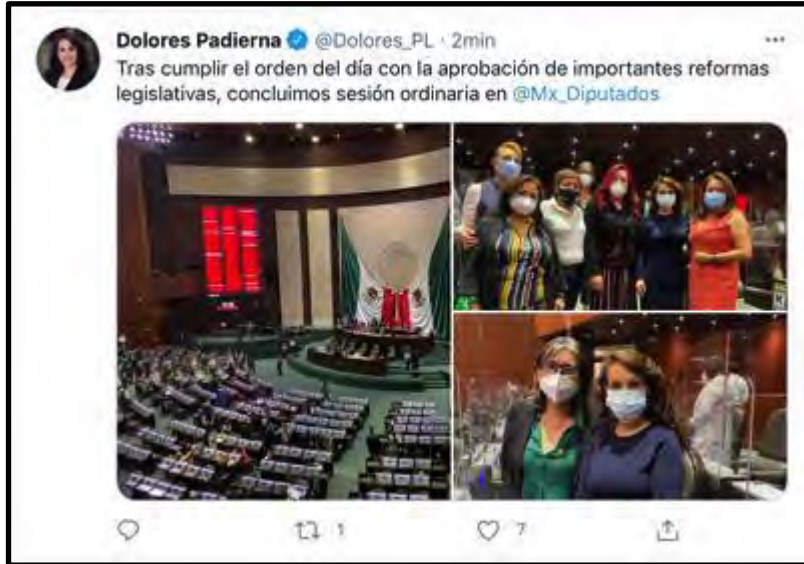 Dolores Padierna @Dolores_PL · 2min
Tras cumplir el orden del día con la aprobación de importantes reformas
legislativas, concluimos sesión ordinaria en @Mx_Diputados
1 7